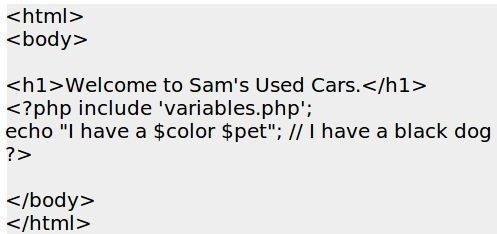 <html>
<body>
<h1>Welcome to Sam's Used Cars.</h1>
<?php include 'variables.php';
echo "I have a $color $pet"; // I have a black dog
?>
</body>
</html>